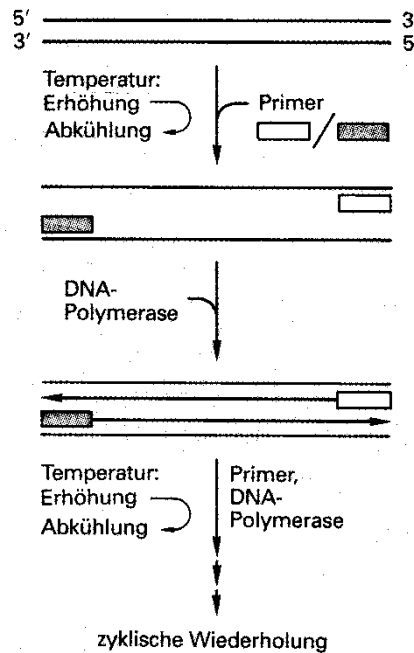 5′ 3
3′ 5
Temperatur:
Erhöhung
Abkühlung
Primer
DNA-
Polymerase
Temperatur:
Erhöhung
Abkühlung
Primer,
DNA-
Polymerase
zyklische Wiederholung